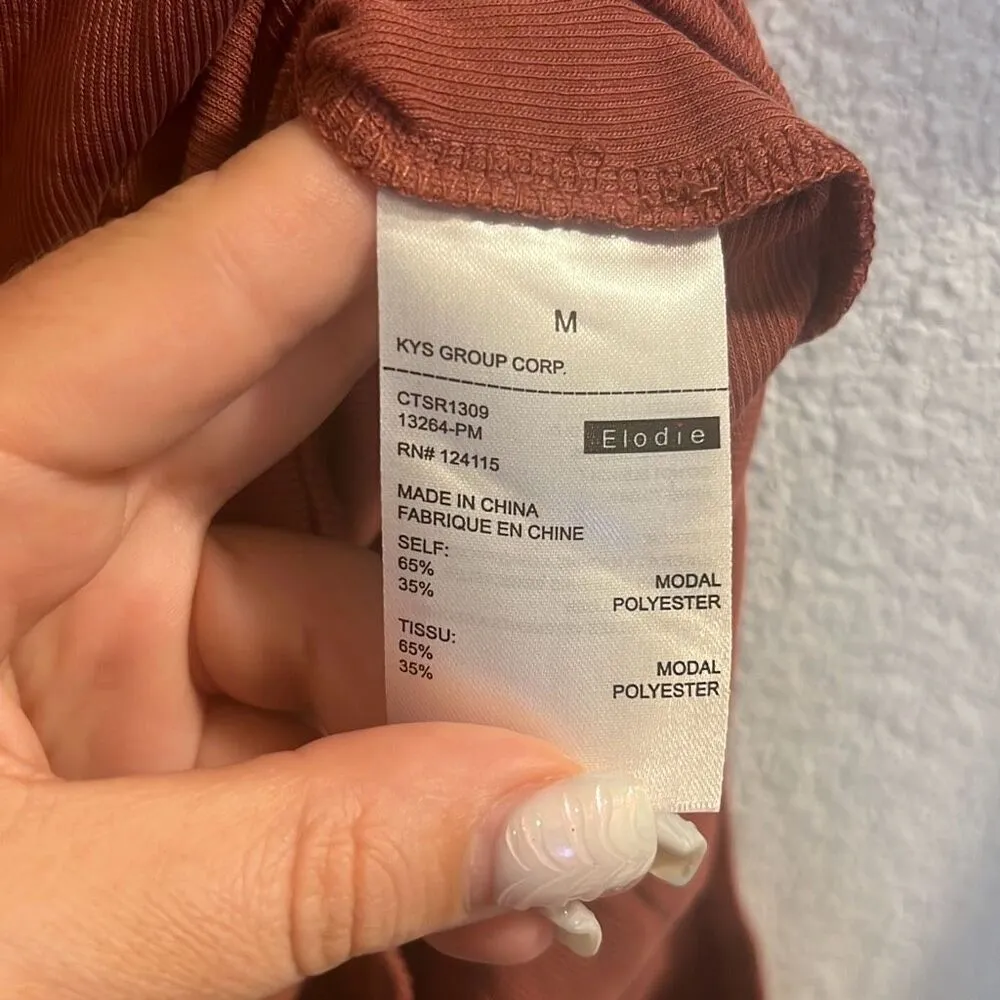 M
KYS GROUP CORP.
CTSR1309
13264-PM
Elodie
RN# 124115
MADE IN CHINA
FABRIQUE EN CHINE
SELF:
65% MODAL
35% POLYESTER
TISSU:
65% MODAL
35% POLYESTER